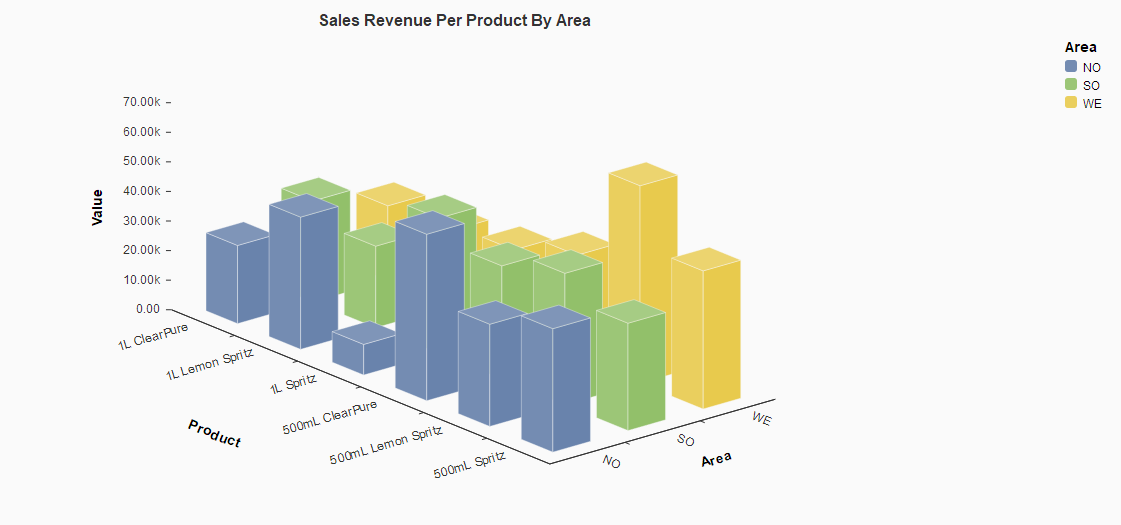 Sales Revenue Per Product By Area
Area
NO
SO
WE
70.00k
60.00k
50.00k
40.00k
30.00k
20.00k
10.00k
0.00
Value
1L ClearPure
1L Lemon Spritz
1L Spritz
500mL ClearPure
500mL Lemon Spritz
500mL Spritz
Product
NO
SO
WE
Area